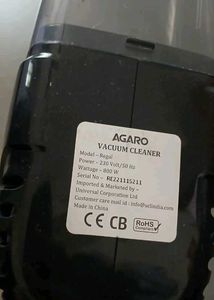 AGARO
VACUUM CLEANER
Model - Regal
Power - 230 Volt/50 Hz
Wattage - 800 W
Serial No - RE221115211
Imported & Marketed by -
Universal Corporation Ltd
Customer care mail id : info@uclindia.com
Made in China
CE CB RoHS
Compliant